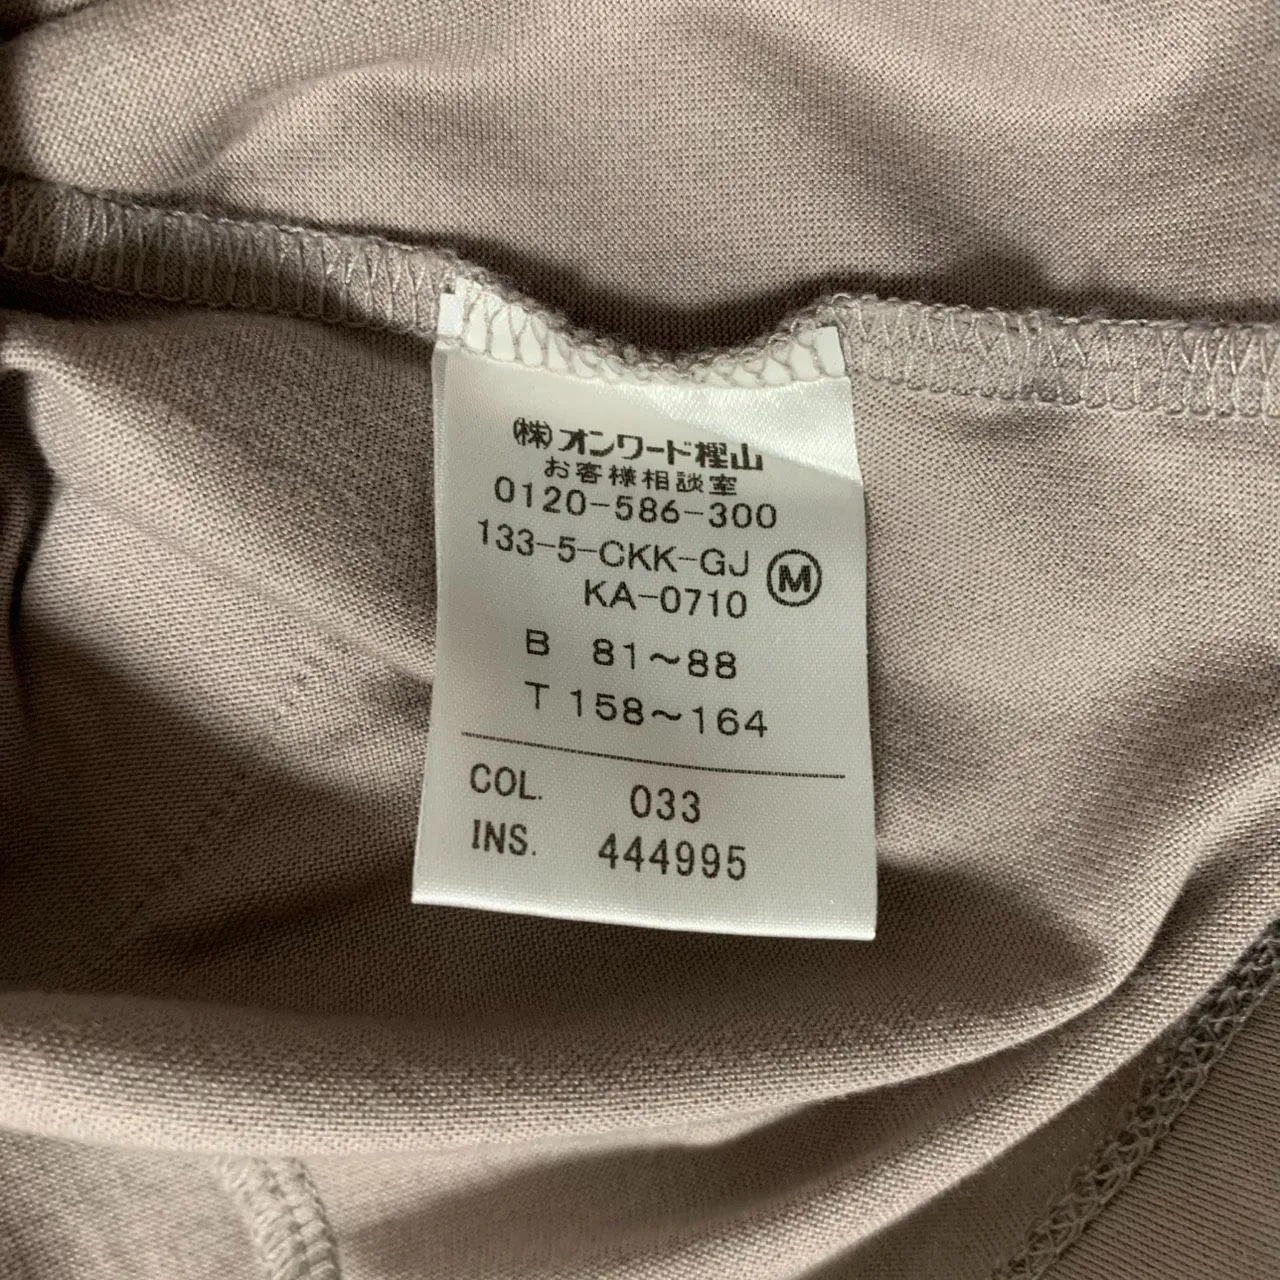 (株)オンワード樫山
お客様相談室
0120-586-300
133-5-CKK-GJ
KA-0710
M
B 81～88
T 158～164
COL. 033
INS. 444995